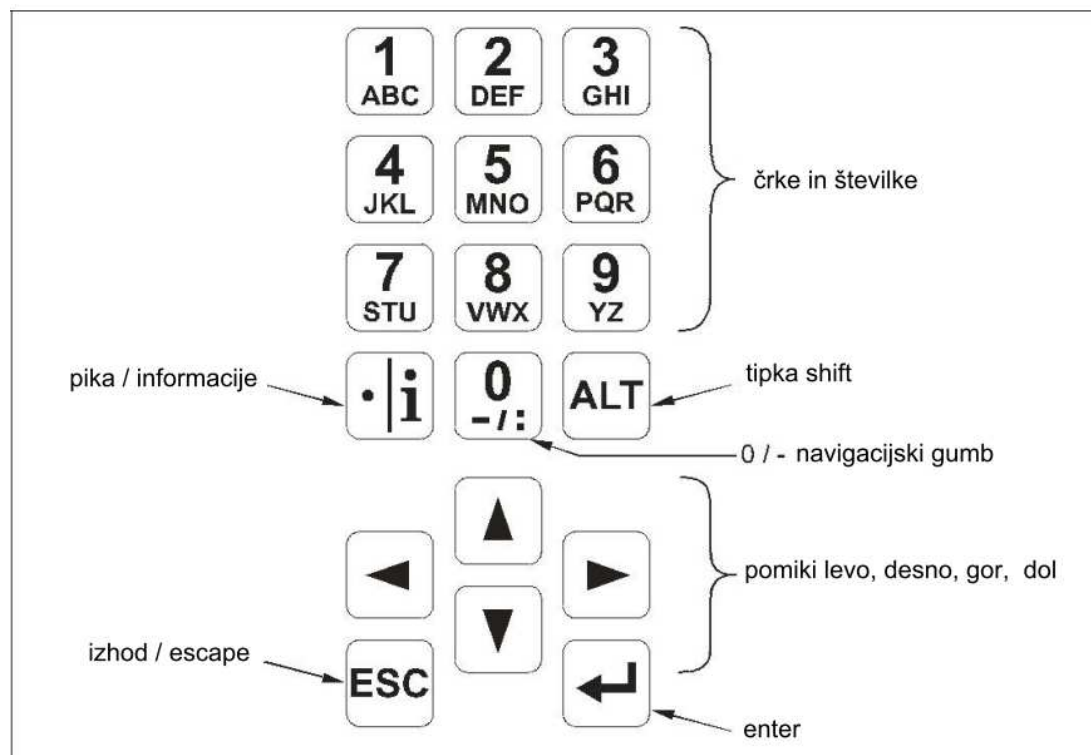 1 2 3
ABC DEF GHI
4 5 6
JKL MNO PQR
črke in številke
7 8 9
STU VWX YZ
pika / informacije
·|i 0 ALT
-/:
tipka shift
0 / - navigacijski gumb
pomiki levo, desno, gor, dol
izhod / escape
ESC
enter